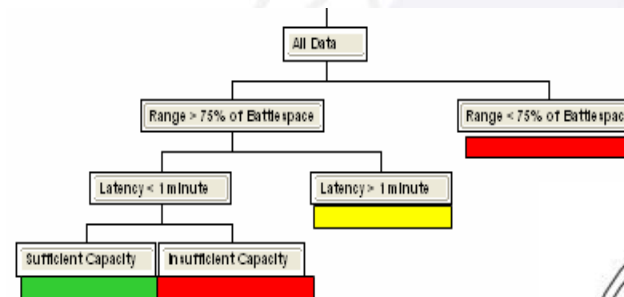 All Data
Range > 75% of Battlespace
Range < 75% of Battlespac
Latency < 1 minute
Latency > 1 minute
Sufficient Capacity
Insufficient Capacity